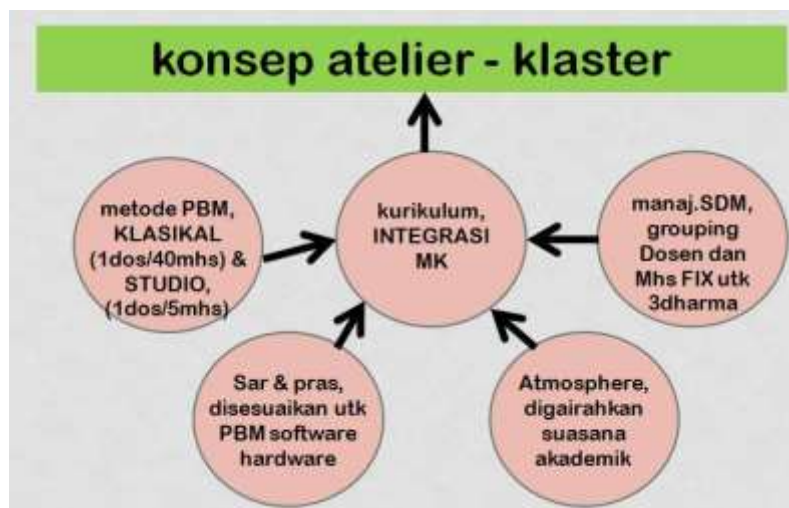 konsep atelier - klaster
metode PBM,
KLASIKAL
(1dos/40mhs) &
STUDIO,
(1dos/5mhs)
kurikulum,
INTEGRASI
MK
manaj.SDM,
grouping
Dosen dan
Mhs FIX utk
3dharma
Sar & pras,
disesuaikan utk
PBM software
hardware
Atmosphere,
digairahkan
suasana
akademik